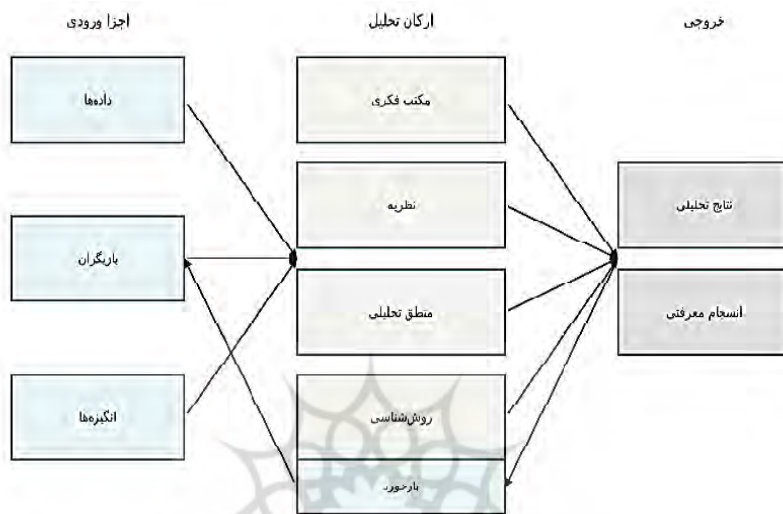 اجزا ورودی
ارکان تحلیل
خروجی
داده‌ها
بازیگران
انگیزه‌ها
مکتب فکری
نظریه
منطق تحلیلی
روش‌شناسی
بازخورد
نتایج تحلیلی
انسجام معرفتی